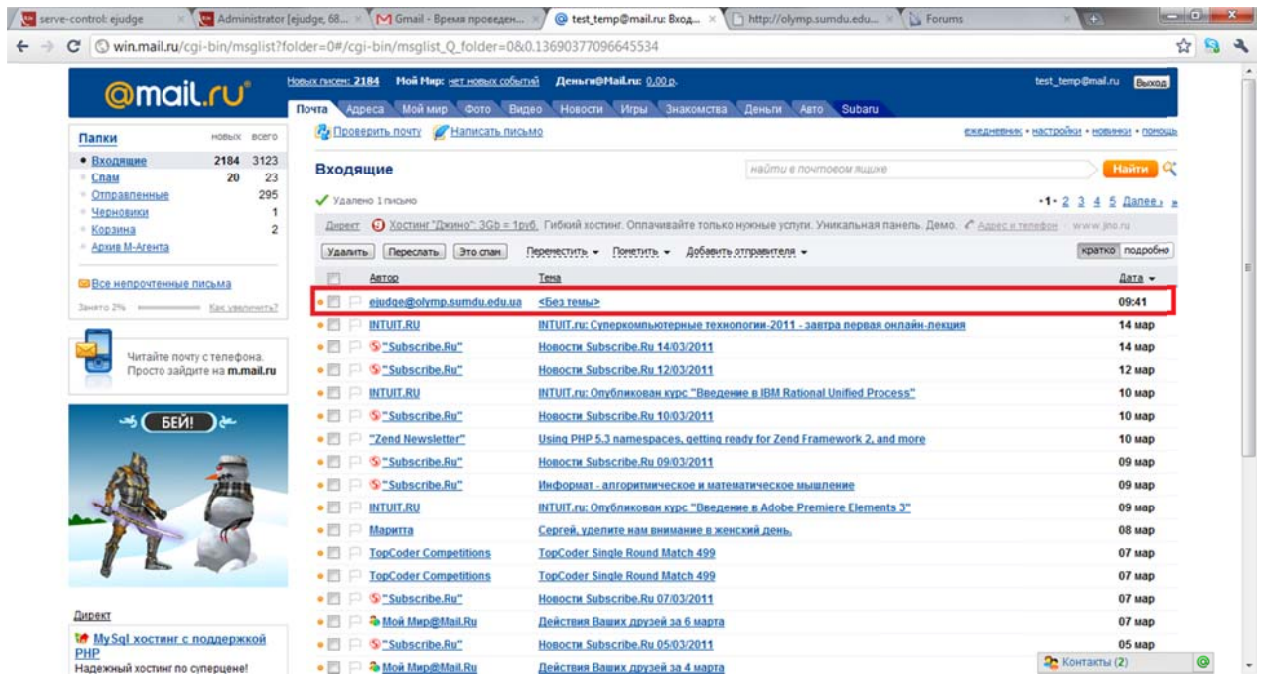 serve-control: ejudge Administrator [ejudge, 68... Gmail - Время проведен... test_temp@mail.ru: Вход... http://olymp.sumdu.edu... Forums
win.mail.ru/cgi-bin/msglist?folder=0#/cgi-bin/msglist_Q_folder=0&0.13690377096645534
@mail.ru
Новых писем: 2184 Мой Мир: нет новых событий Деньги@Mail.ru: 0,00 р. test_temp@mail.ru Выход
Почта Адреса Мой мир Фото Видео Новости Игры Знакомства Деньги Авто Subaru
Проверить почту Написать письмо ежедневник • настройки • новинки • помощь
Папки новых всего
Входящие 2184 3123
Спам 20 23
Отправленные 295
Черновики 1
Корзина 2
Архив М-Агента
Все непрочтенные письма
Занято 2% Как увеличить?
Читайте почту с телефона.
Просто зайдите на m.mail.ru
БЕЙ!
Директ
MySql хостинг с поддержкой
PHP
Надежный хостинг по суперцене!
Входящие найти в почтовом ящике Найти
Удалено 1 письмо •1• 2 3 4 5 Далее› »
Директ Хостинг "Джино": 3Gb = 1руб. Гибкий хостинг. Оплачивайте только нужные услуги. Уникальная панель. Демо. Адрес и телефон · www.jino.ru
Удалить Переслать Это спам Переместить Пометить Добавить отправителя кратко подробно
Автор Тема Дата
ejudge@olymp.sumdu.edu.ua <Без темы> 09:41
INTUIT.RU INTUIT.ru: Суперкомпьютерные технологии-2011 - завтра первая онлайн-лекция 14 мар
"Subscribe.Ru" Новости Subscribe.Ru 14/03/2011 14 мар
"Subscribe.Ru" Новости Subscribe.Ru 12/03/2011 12 мар
INTUIT.RU INTUIT.ru: Опубликован курс "Введение в IBM Rational Unified Process" 10 мар
"Subscribe.Ru" Новости Subscribe.Ru 10/03/2011 10 мар
"Zend Newsletter" Using PHP 5.3 namespaces, getting ready for Zend Framework 2, and more 10 мар
"Subscribe.Ru" Новости Subscribe.Ru 09/03/2011 09 мар
"Subscribe.Ru" Информат - алгоритмическое и математическое мышление 09 мар
INTUIT.RU INTUIT.ru: Опубликован курс "Введение в Adobe Premiere Elements 3" 09 мар
Маритта Сергей, уделите нам внимание в женский день. 08 мар
TopCoder Competitions TopCoder Single Round Match 499 07 мар
TopCoder Competitions TopCoder Single Round Match 499 07 мар
"Subscribe.Ru" Новости Subscribe.Ru 07/03/2011 07 мар
Мой Мир@Mail.Ru Действия Ваших друзей за 6 марта 07 мар
"Subscribe.Ru" Новости Subscribe.Ru 05/03/2011 05 мар
Мой Мир@Mail.Ru Действия Ваших друзей за 4 марта
Контакты (2)